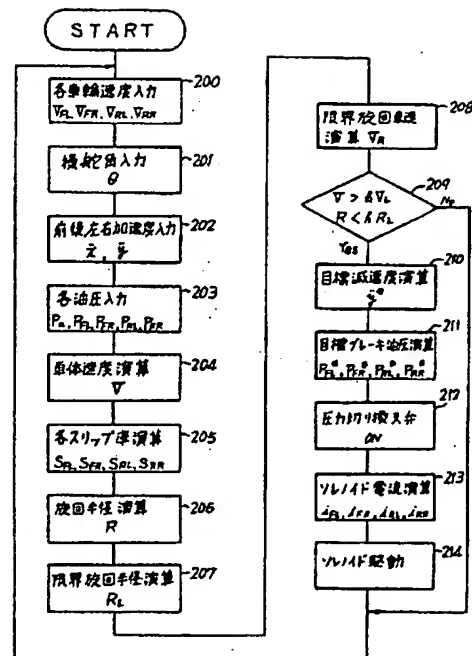 START
200
各車輪速度入力
V_FL, V_FR, V_RL, V_RR
201
操舵角入力
θ
202
前後,左右加速度入力
ẍ, ÿ
203
各油圧入力
P_FL, P_FR, P_RL, P_RR
204
車体速度演算
V
205
各スリップ率演算
S_FL, S_FR, S_RL, S_RR
206
旋回半径演算
R
207
限界旋回半径演算
R_L
208
限界旋回車速
演算
209
V > V_L
R < R_L
No
Yes
210
目標減速度演算
211
目標ブレーキ油圧演算
P_FL*, P_FR*, P_RL*, P_RR*
212
圧力切り換え弁
ON
213
ソレノイド電流演算
i_FL, i_FR, i_RL, i_RR
214
ソレノイド駆動